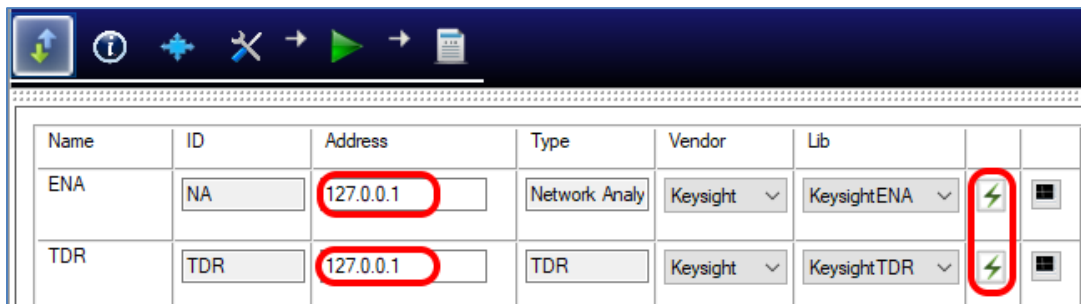 Name ID Address Type Vendor Lib
ENA NA 127.0.0.1 Network Analy Keysight KeysightENA
TDR TDR 127.0.0.1 TDR Keysight KeysightTDR